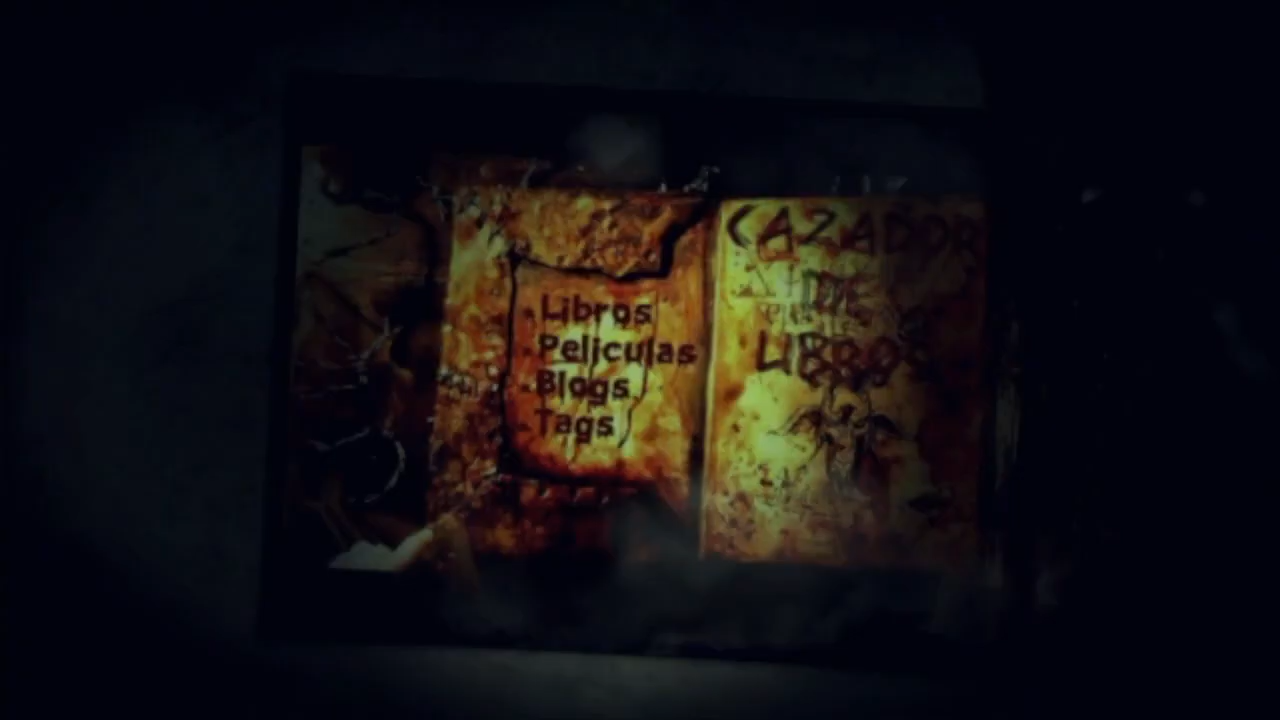 Libros
Peliculas
Blogs
Tags
CAZADOR
DE
LIBROS